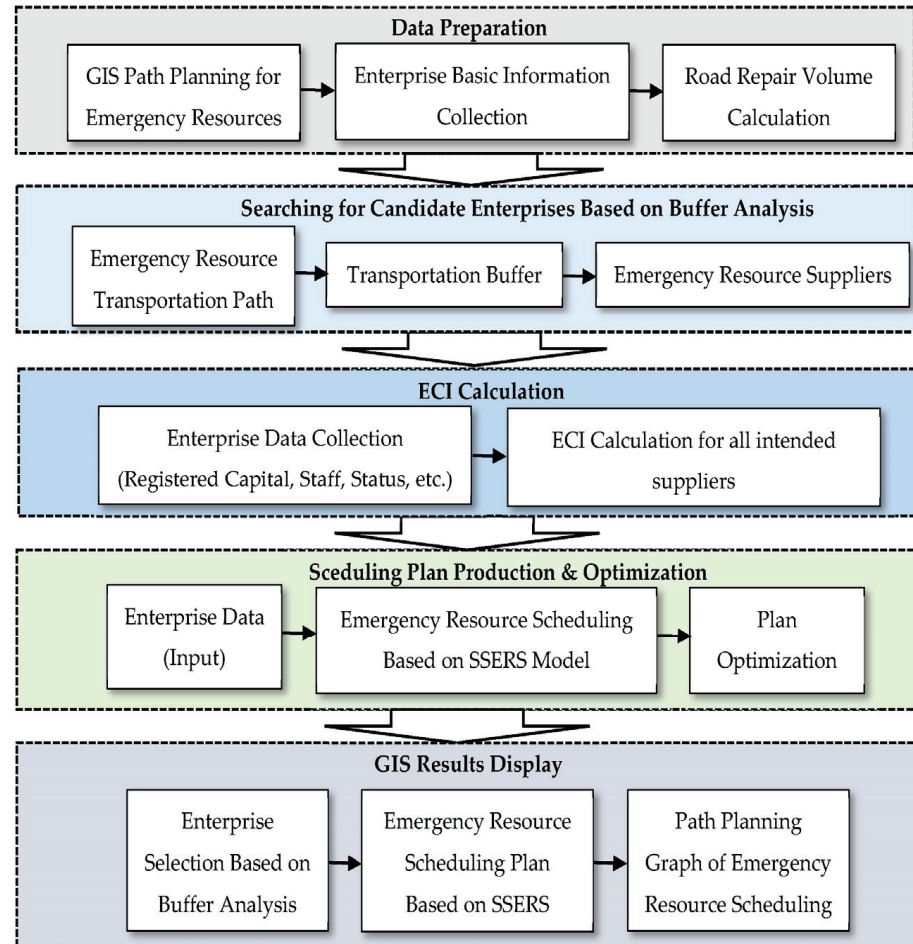 Data Preparation
GIS Path Planning for
Emergency Resources
Enterprise Basic Information
Collection
Road Repair Volume
Calculation
Searching for Candidate Enterprises Based on Buffer Analysis
Emergency Resource
Transportation Path
Transportation Buffer
Emergency Resource Suppliers
ECI Calculation
Enterprise Data Collection
(Registered Capital, Staff, Status, etc.)
ECI Calculation for all intended
suppliers
Sceduling Plan Production & Optimization
Enterprise Data
(Input)
Emergency Resource Scheduling
Based on SSERS Model
Plan
Optimization
GIS Results Display
Enterprise
Selection Based on
Buffer Analysis
Emergency Resource
Scheduling Plan
Based on SSERS
Path Planning
Graph of Emergency
Resource Scheduling